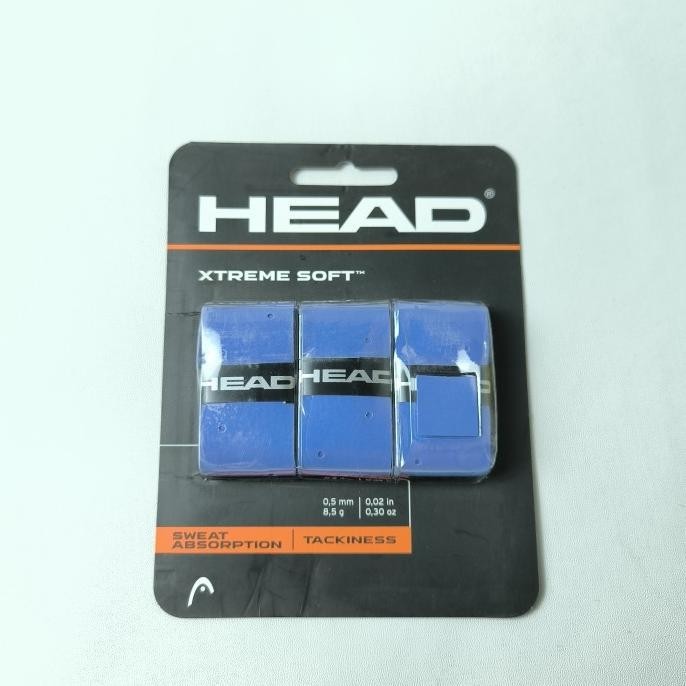 HEAD®
XTREME SOFT™
HEAD HEAD HEAD
0,5 mm | 0,02 in
8,5 g | 0,30 oz
SWEAT ABSORPTION | TACKINESS